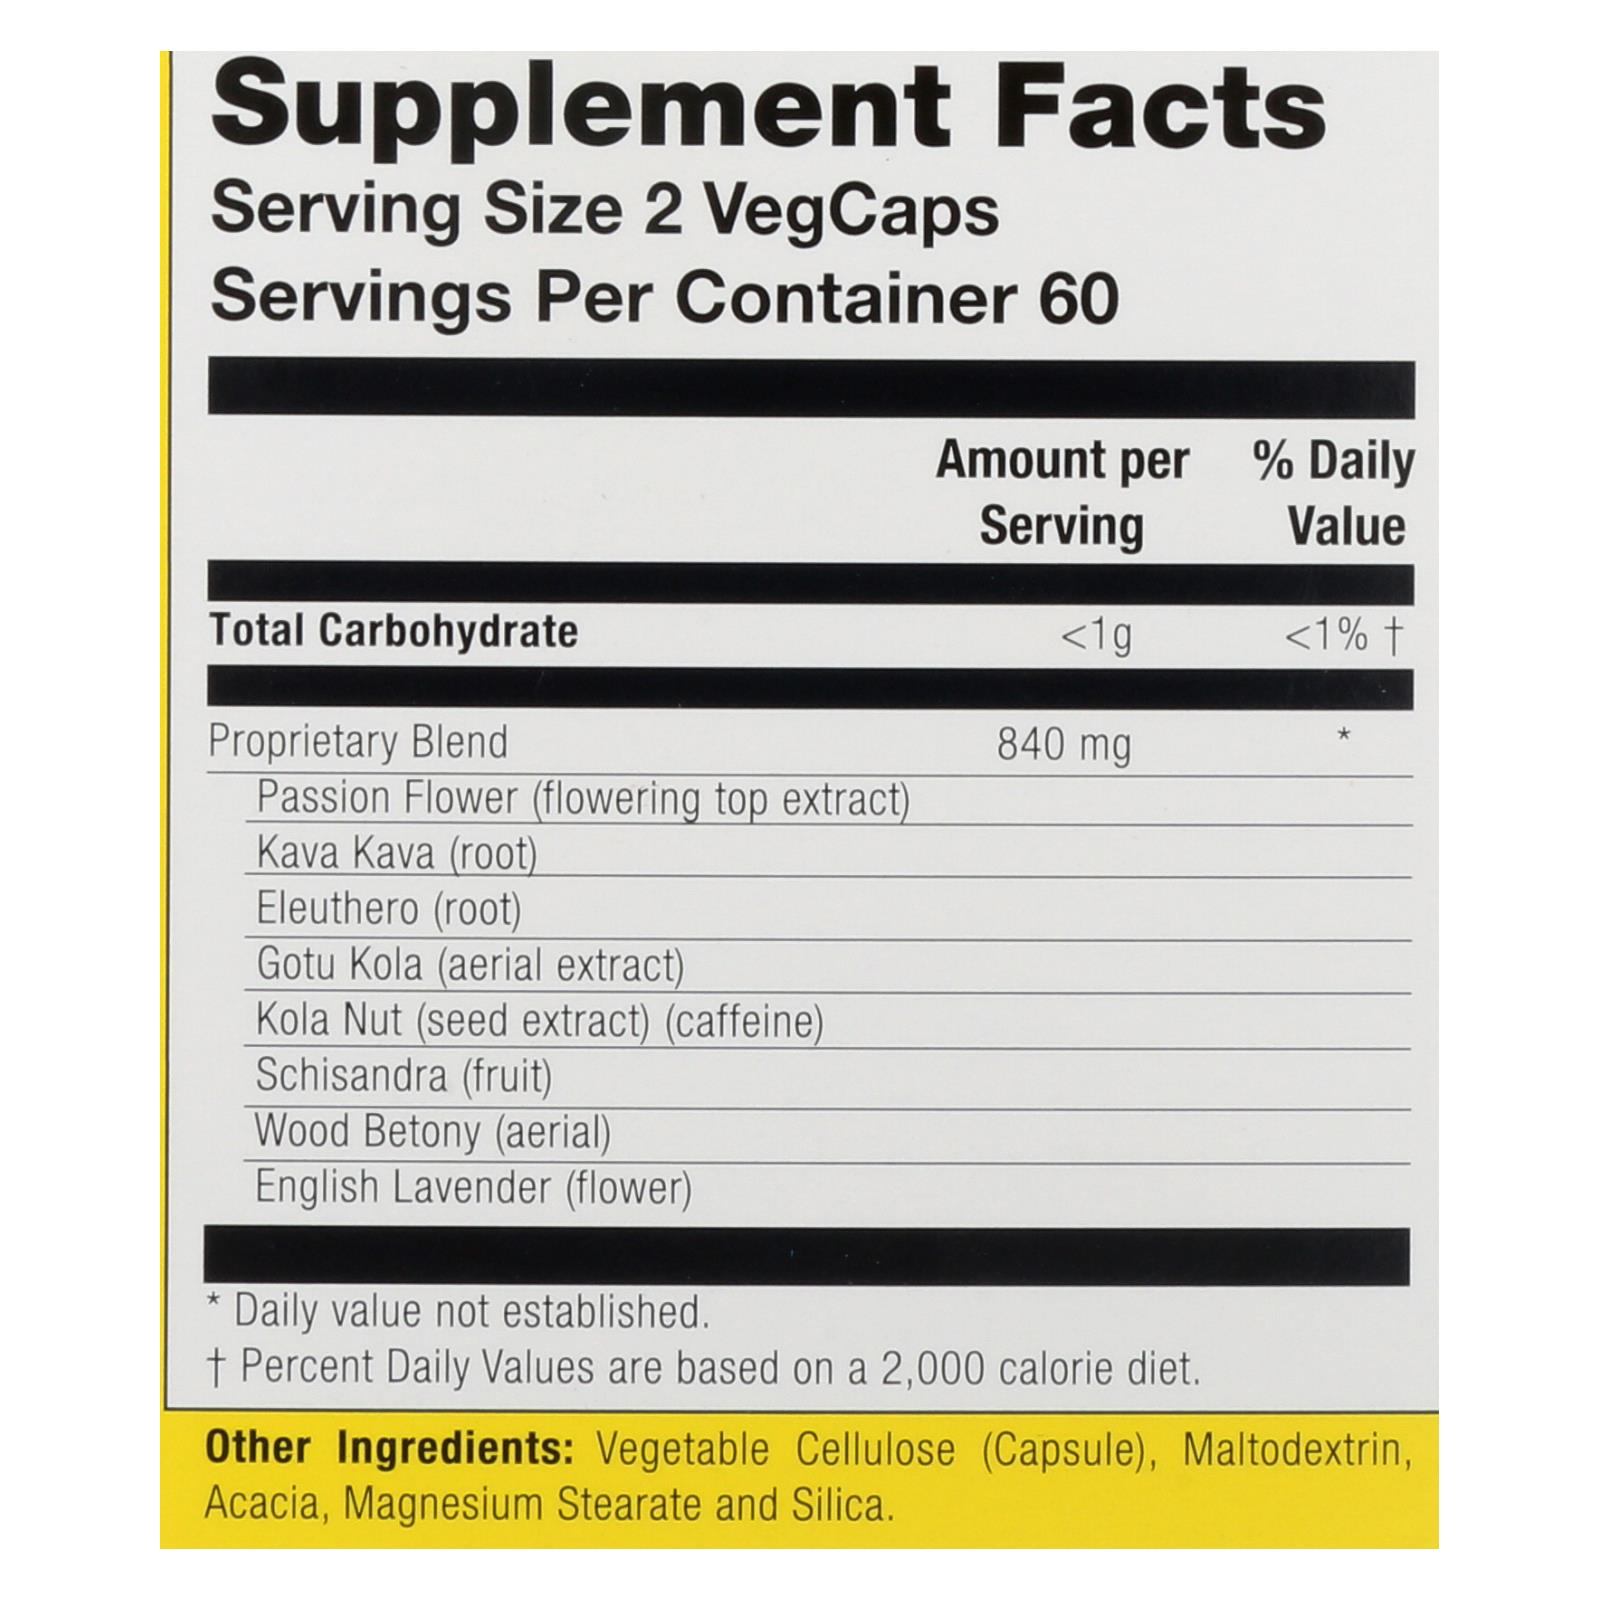 Supplement Facts
Serving Size 2 VegCaps
Servings Per Container 60
Amount per % Daily
Serving Value
Total Carbohydrate <1g <1% †
Proprietary Blend 840 mg *
Passion Flower (flowering top extract)
Kava Kava (root)
Eleuthero (root)
Gotu Kola (aerial extract)
Kola Nut (seed extract) (caffeine)
Schisandra (fruit)
Wood Betony (aerial)
English Lavender (flower)
* Daily value not established.
† Percent Daily Values are based on a 2,000 calorie diet.
Other Ingredients: Vegetable Cellulose (Capsule), Maltodextrin,
Acacia, Magnesium Stearate and Silica.